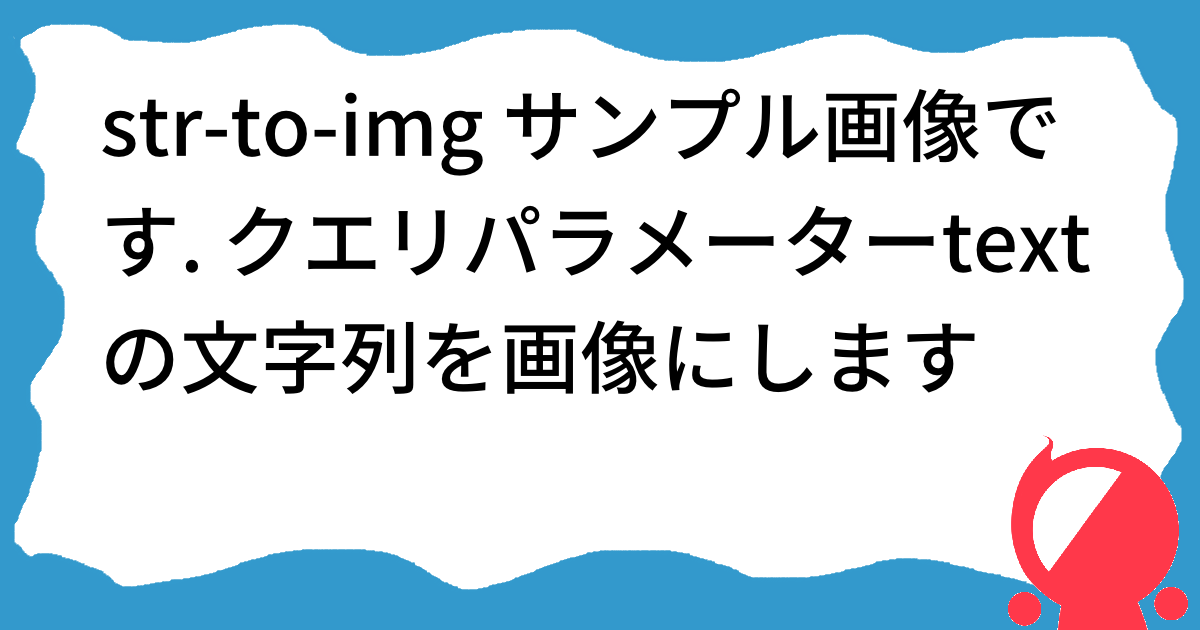 str-to-img サンプル画像で
す. クエリパラメーターtext
の文字列を画像にします